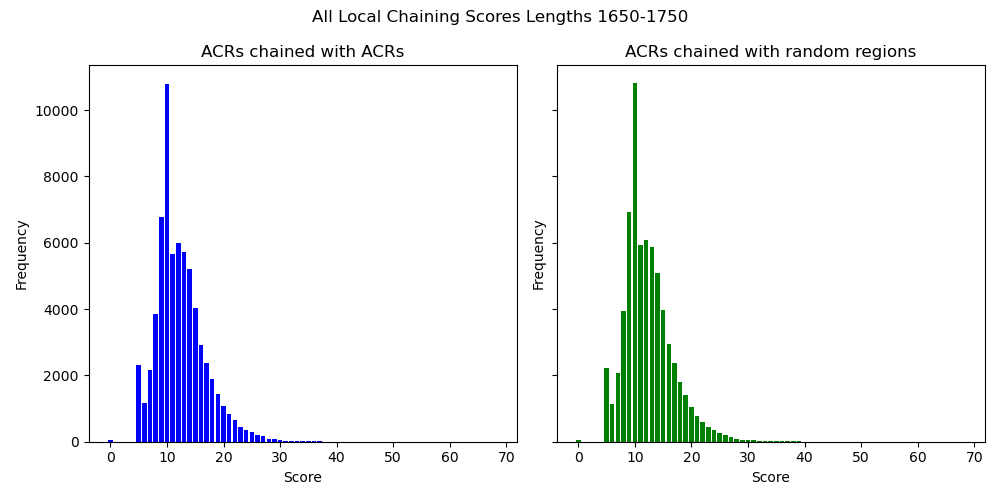 All Local Chaining Scores Lengths 1650-1750
ACRs chained with ACRs
Frequency
10000
8000
6000
4000
2000
0
0 10 20 30 40 50 60 70
Score
ACRs chained with random regions
Frequency
0 10 20 30 40 50 60 70
Score